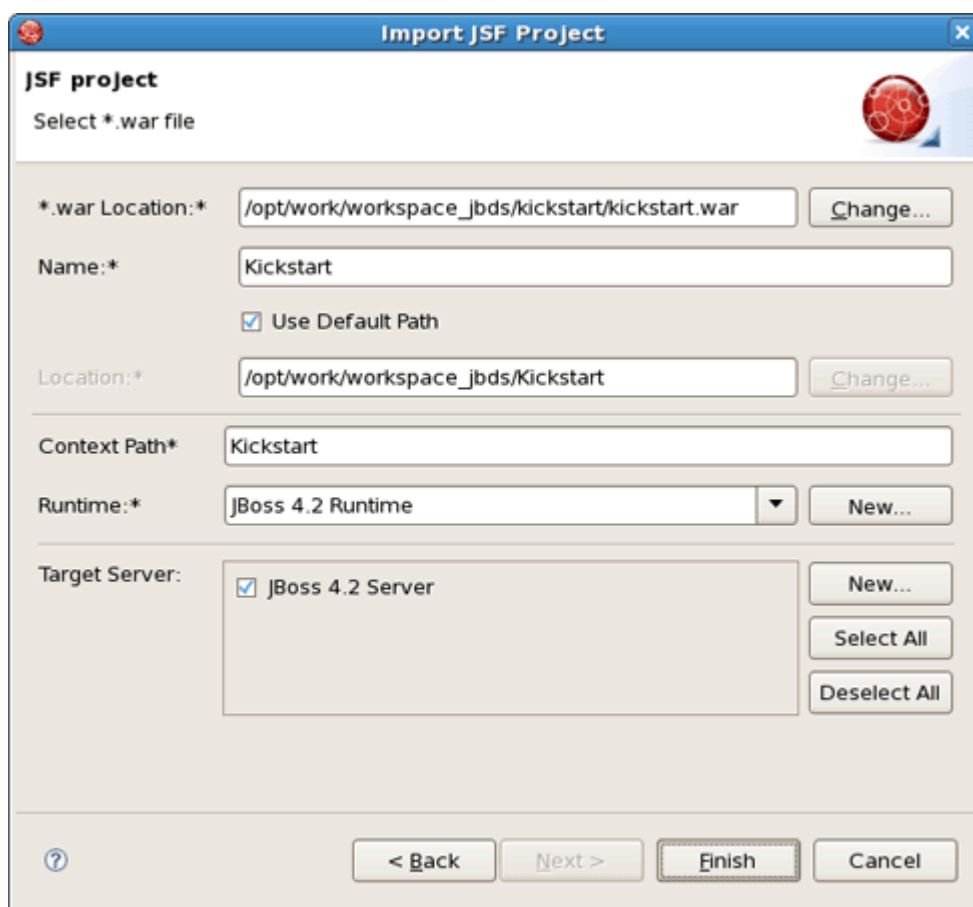 Import JSF Project
JSF project
Select *.war file
*.war Location:* /opt/work/workspace_jbds/kickstart/kickstart.war Change...
Name:* Kickstart
Use Default Path
Location:* /opt/work/workspace_jbds/Kickstart Change...
Context Path* Kickstart
Runtime:* JBoss 4.2 Runtime New...
Target Server: JBoss 4.2 Server New...
Select All
Deselect All
? < Back Next > Finish Cancel